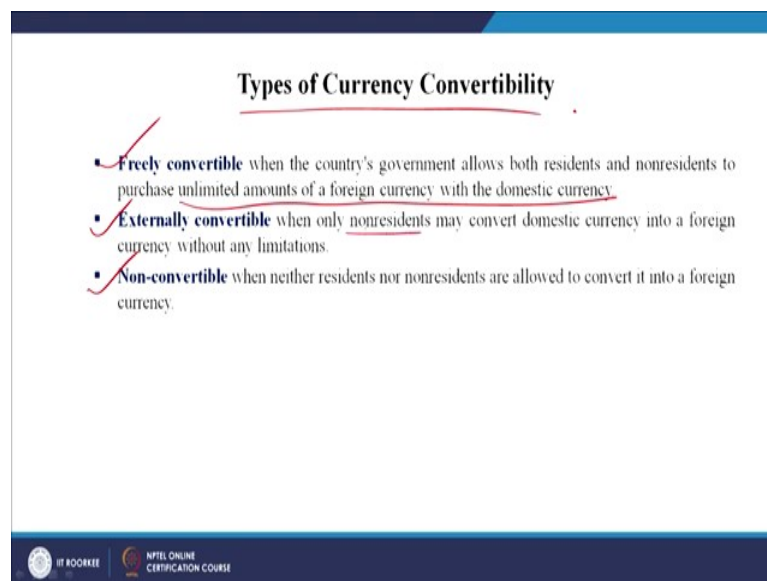 Types of Currency Convertibility
▪ Freely convertible when the country's government allows both residents and nonresidents to
purchase unlimited amounts of a foreign currency with the domestic currency.
▪ Externally convertible when only nonresidents may convert domestic currency into a foreign
currency without any limitations.
▪ Non-convertible when neither residents nor nonresidents are allowed to convert it into a foreign
currency.
IIT ROORKEE
NPTEL ONLINE
CERTIFICATION COURSE